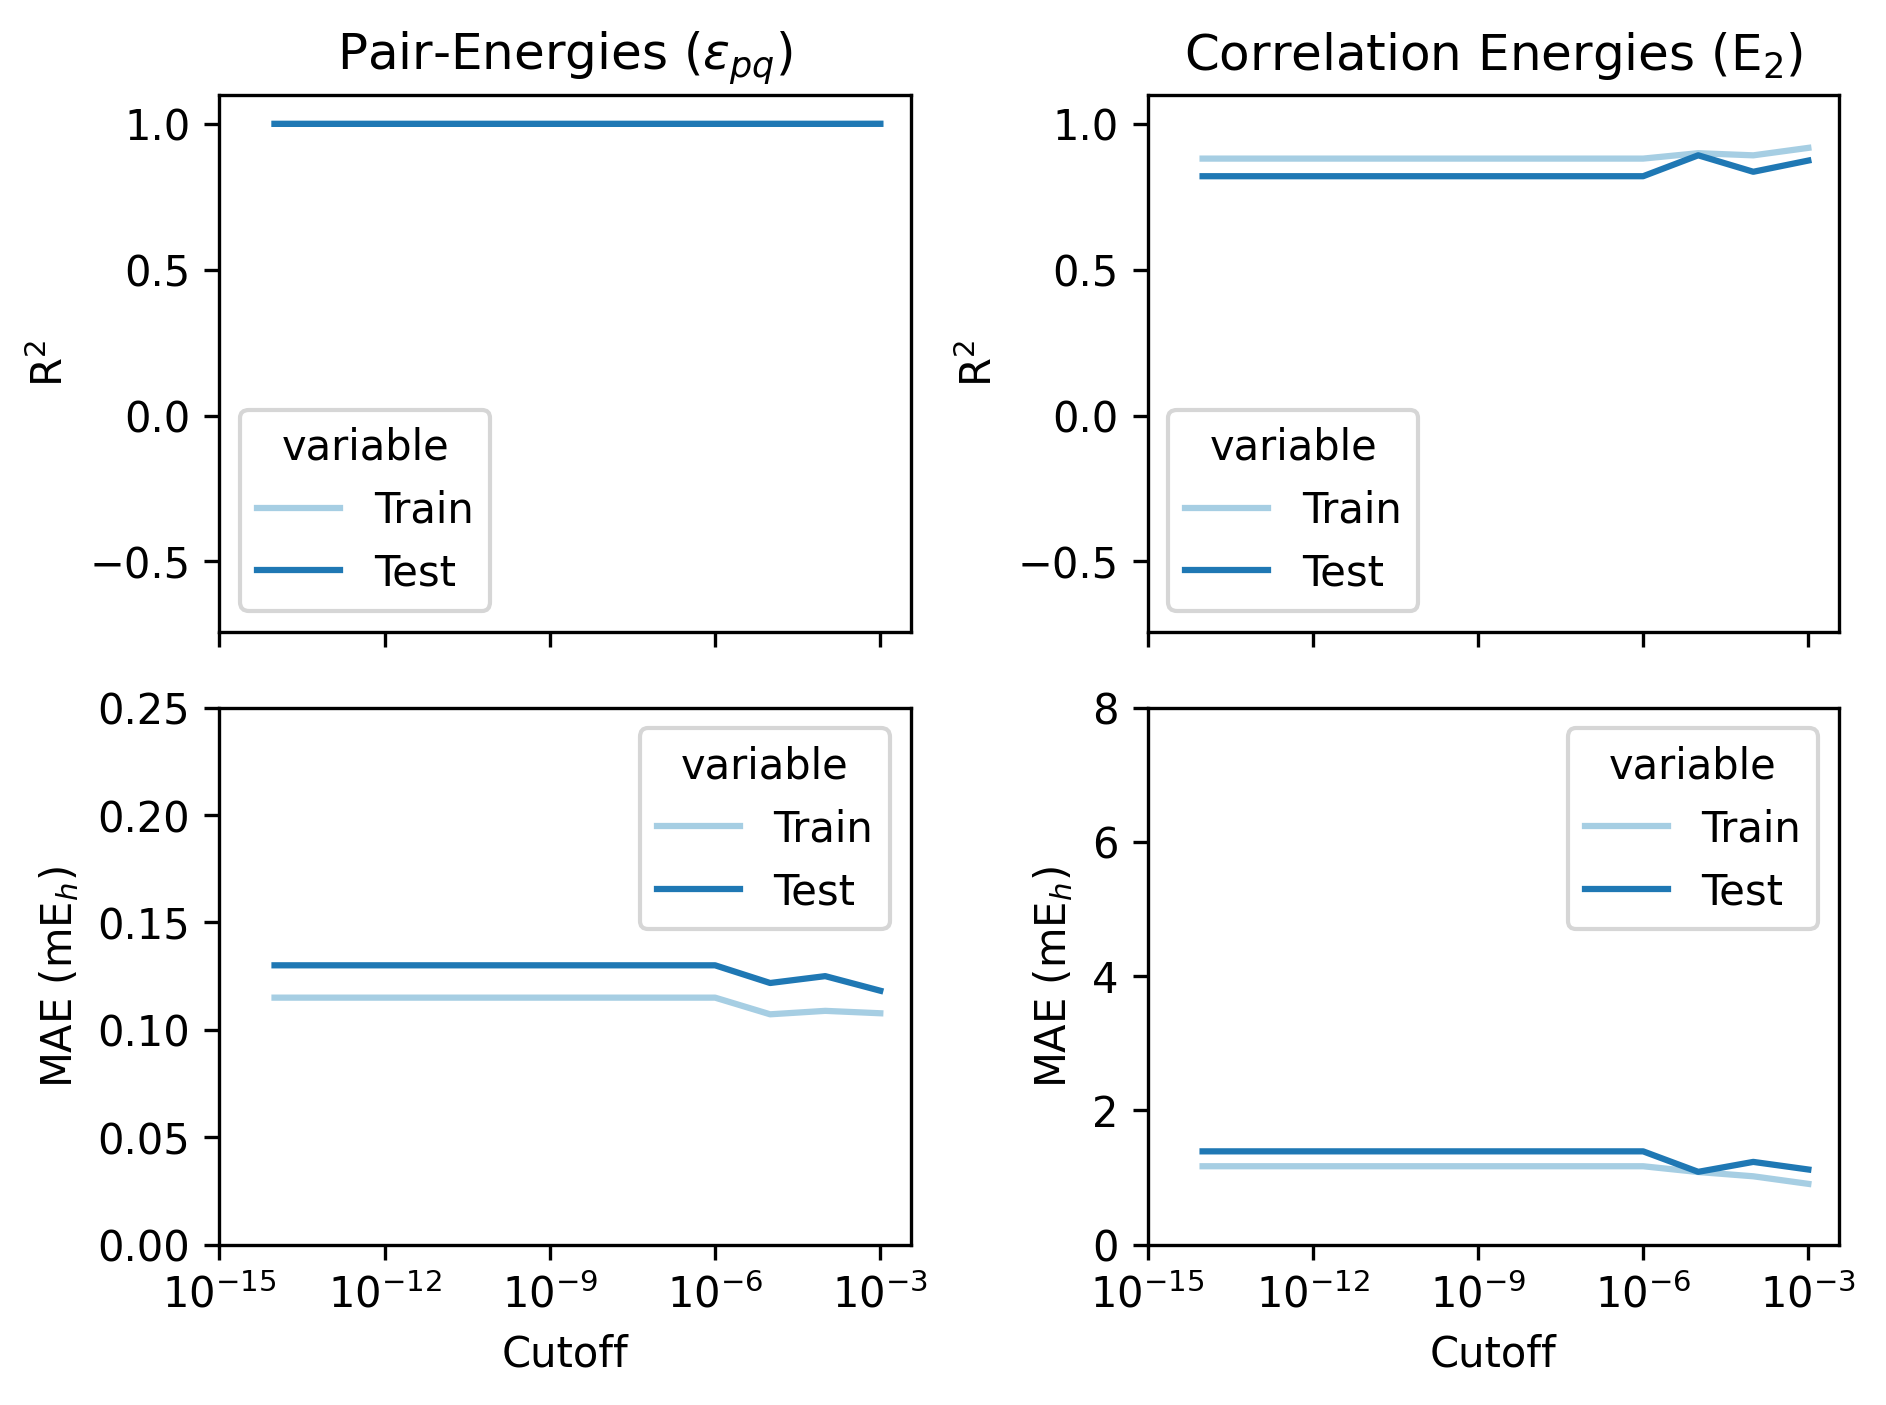 Pair-Energies (εpq)
1.0
0.5
0.0
−0.5
R²
variable
Train
Test
Correlation Energies (E₂)
1.0
0.5
0.0
−0.5
R²
variable
Train
Test
0.25
0.20
0.15
0.10
0.05
0.00
MAE (mEₕ)
variable
Train
Test
10⁻¹⁵ 10⁻¹² 10⁻⁹ 10⁻⁶ 10⁻³
Cutoff
8
6
4
2
0
MAE (mEₕ)
variable
Train
Test
10⁻¹⁵ 10⁻¹² 10⁻⁹ 10⁻⁶ 10⁻³
Cutoff